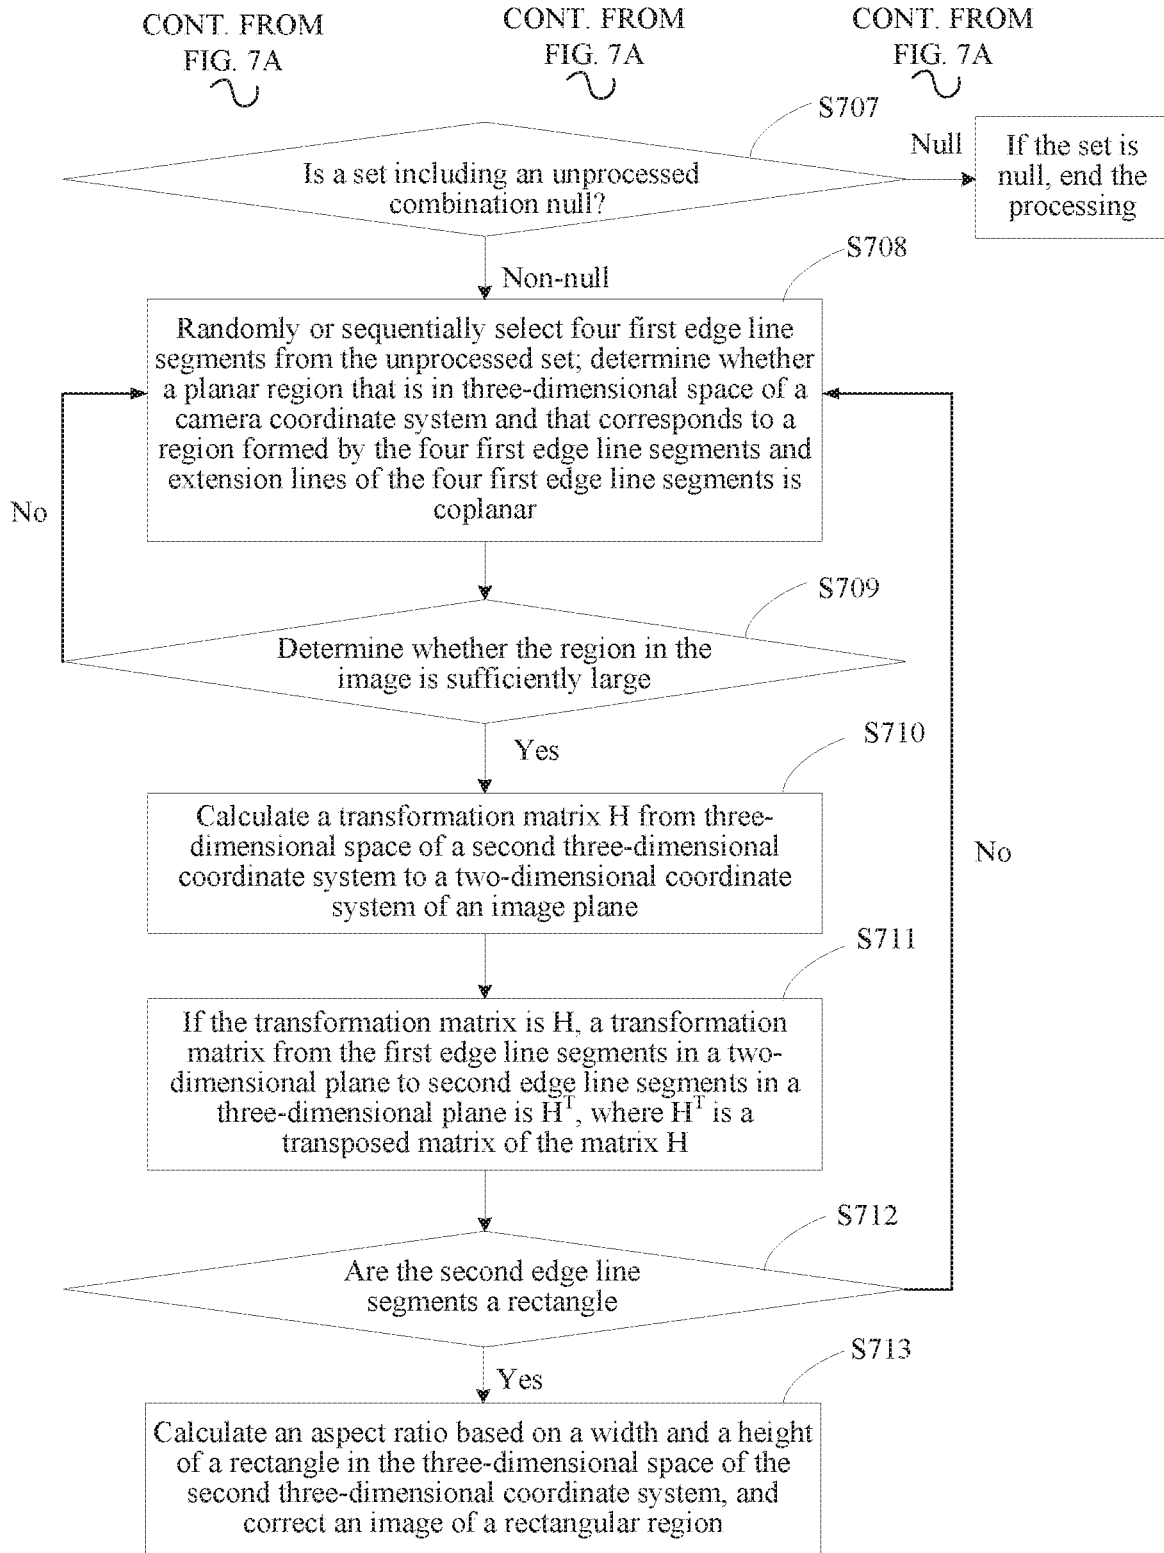 CONT. FROM
FIG. 7A
CONT. FROM
FIG. 7A
CONT. FROM
FIG. 7A
S707
Is a set including an unprocessed
combination null?
Null
If the set is
null, end the
processing
Non-null
S708
Randomly or sequentially select four first edge line
segments from the unprocessed set; determine whether
a planar region that is in three-dimensional space of a
camera coordinate system and that corresponds to a
region formed by the four first edge line segments and
extension lines of the four first edge line segments is
coplanar
No
S709
Determine whether the region in the
image is sufficiently large
Yes
S710
Calculate a transformation matrix H from three-
dimensional space of a second three-dimensional
coordinate system to a two-dimensional coordinate
system of an image plane
No
S711
If the transformation matrix is H, a transformation
matrix from the first edge line segments in a two-
dimensional plane to second edge line segments in a
three-dimensional plane is Hᵀ, where Hᵀ is a
transposed matrix of the matrix H
S712
Are the second edge line
segments a rectangle
Yes
S713
Calculate an aspect ratio based on a width and a height
of a rectangle in the three-dimensional space of the
second three-dimensional coordinate system, and
correct an image of a rectangular region